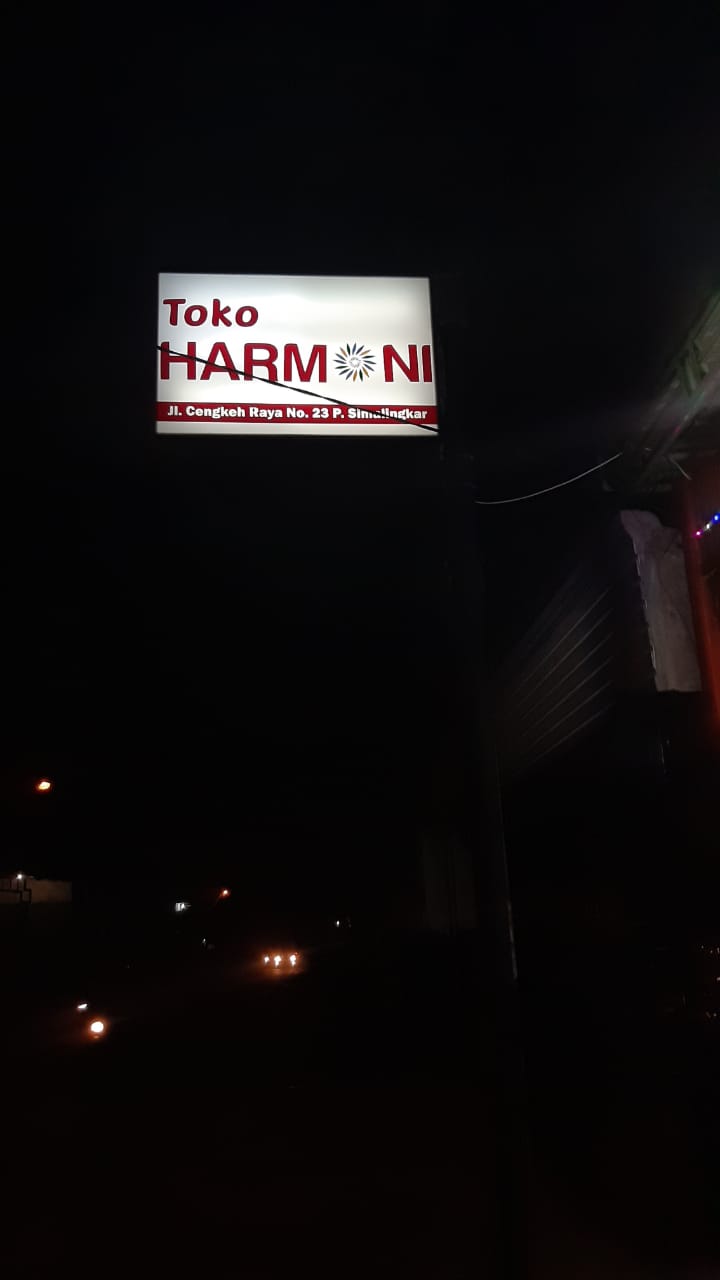 Toko
HARMONI
Jl. Cengkeh Raya No. 23 P. Simalingkar